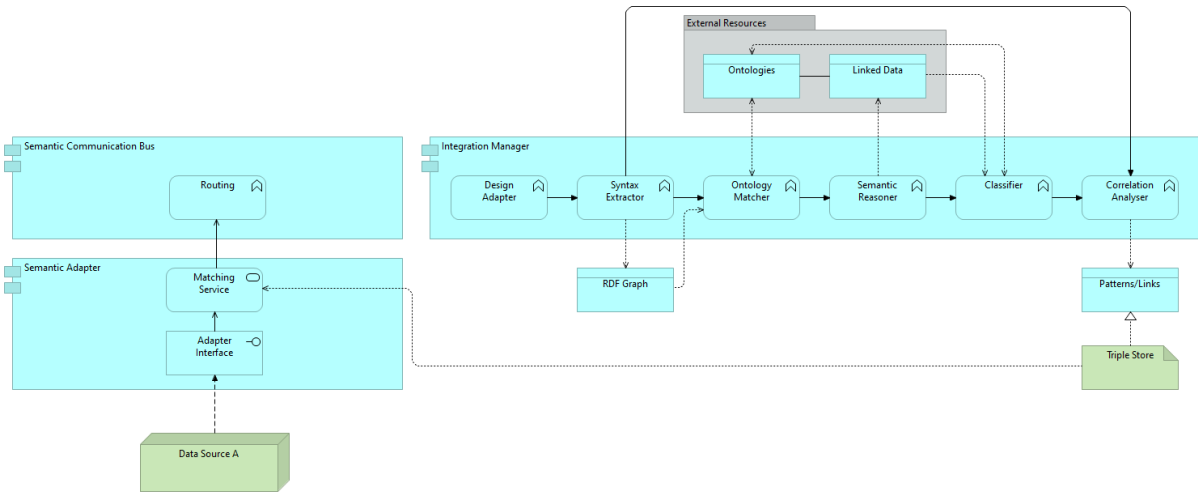 External Resources
Ontologies
Linked Data
Semantic Communication Bus
Routing
Integration Manager
Design
Adapter
Syntax
Extractor
Ontology
Matcher
Semantic
Reasoner
Classifier
Correlation
Analyser
Semantic Adapter
Matching
Service
RDF Graph
Patterns/Links
Adapter
Interface
Triple Store
Data Source A